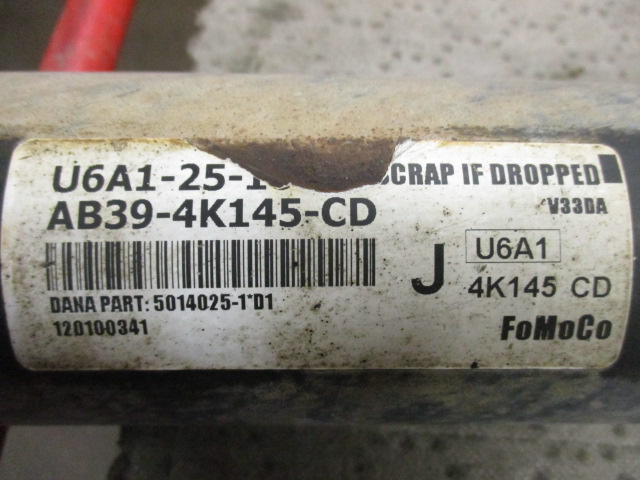 U6A1-25-1 SCRAP IF DROPPED
AB39-4K145-CD
V33DA
J
U6A1
4K145 CD
DANA PART: 5014025-1*D1
120100341
FoMoCo